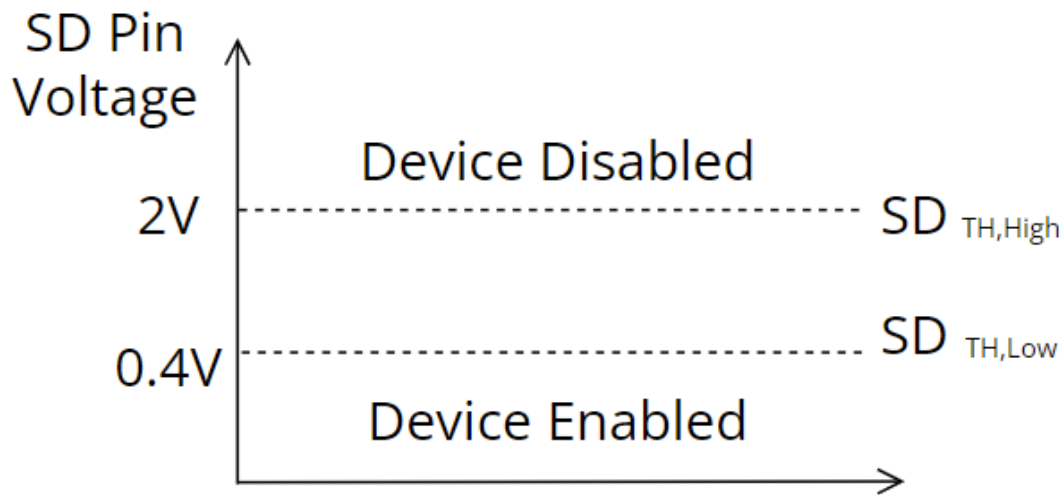 SD Pin
Voltage
Device Disabled
2V
SD TH,High
SD TH,Low
0.4V
Device Enabled